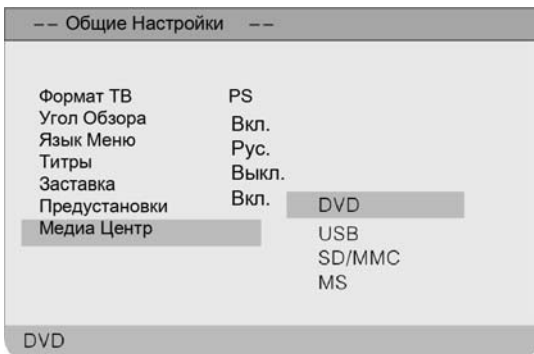 -- Общие Настройки --
Формат ТВ PS
Угол Обзора Вкл.
Язык Меню Рус.
Титры Выкл.
Заставка Вкл.
Предустановки DVD
Медиа Центр USB
SD/MMC
MS
DVD